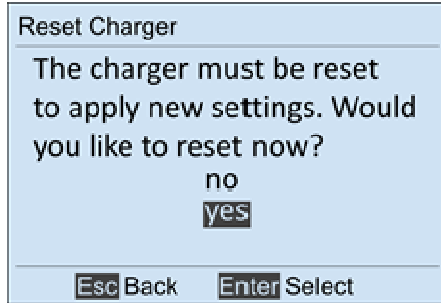 Reset Charger
The charger must be reset
to apply new settings. Would
you like to reset now?
no
yes
Esc Back Enter Select